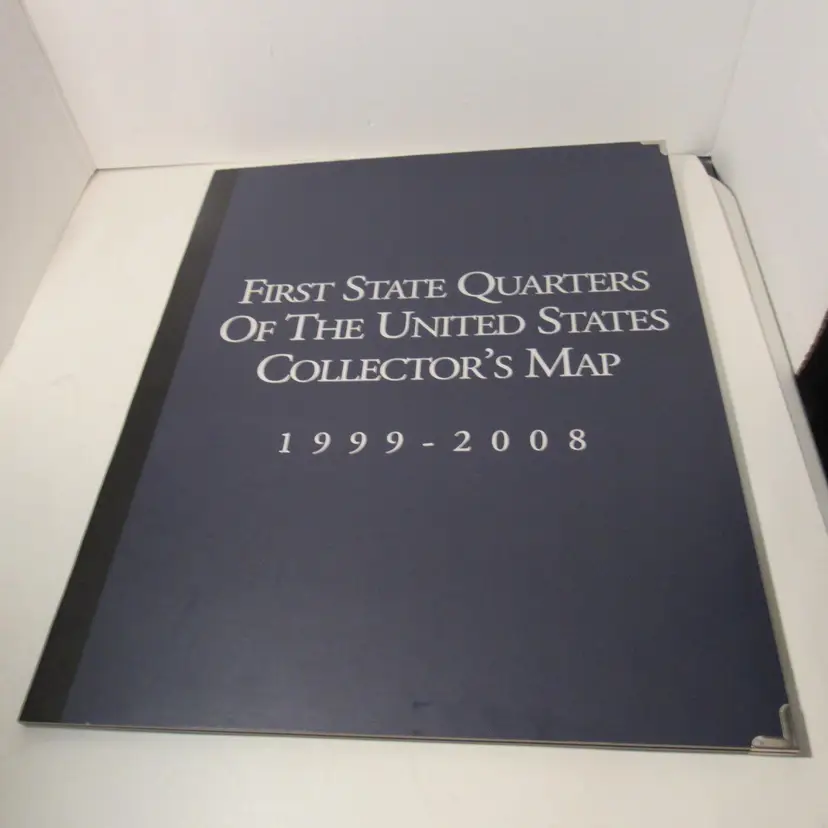 First State Quarters
Of The United States
Collector's Map
1999-2008